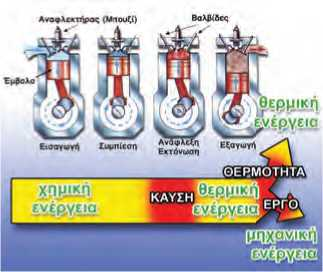 Αναφλεκτήρας (Μπουζί)
Βαλβίδες
Έμβολο
Εισαγωγή
Συμπίεση
Ανάφλεξη
Εκτόνωση
Εξαγωγή
θερμική
ενέργεια
ΘΕΡΜΟΤΗΤΑ
χημική
ενέργεια
ΚΑΥΣΗ
θερμική
ενέργεια
ΕΡΓΟ
μηχανική
ενέργεια